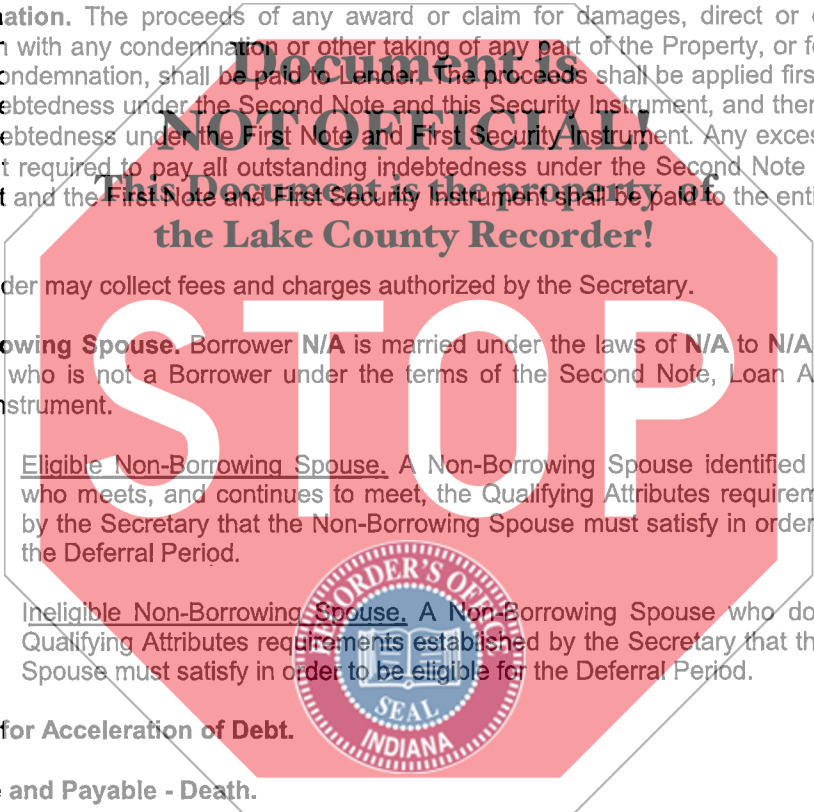 ation. The proceeds of any award or claim for damages, direct or
with any condemnation or other taking of any part of the Property, or
ondemnation, shall be paid to Lender. The proceeds shall be applied firs
ebtedness under the Second Note and this Security Instrument, and the
ebtedness under the First Note and First Security Instrument. Any exces
t required to pay all outstanding indebtedness under the Second Note
t and the First Note and First Security Instrument shall be paid to the enti
Document is
NOT OFFICIAL!
This Document is the property of
the Lake County Recorder!
der may collect fees and charges authorized by the Secretary.
STOP
owing Spouse. Borrower N/A is married under the laws of N/A to N/A
who is not a Borrower under the terms of the Second Note, Loan A
nstrument.
Eligible Non-Borrowing Spouse. A Non-Borrowing Spouse identified
who meets, and continues to meet, the Qualifying Attributes requirem
by the Secretary that the Non-Borrowing Spouse must satisfy in order
the Deferral Period.
Ineligible Non-Borrowing Spouse. A Non-Borrowing Spouse who do
Qualifying Attributes requirements established by the Secretary that th
Spouse must satisfy in order to be eligible for the Deferral Period.
RECORDER'S OFFICE
SEAL
INDIANA
for Acceleration of Debt.
e and Payable - Death.